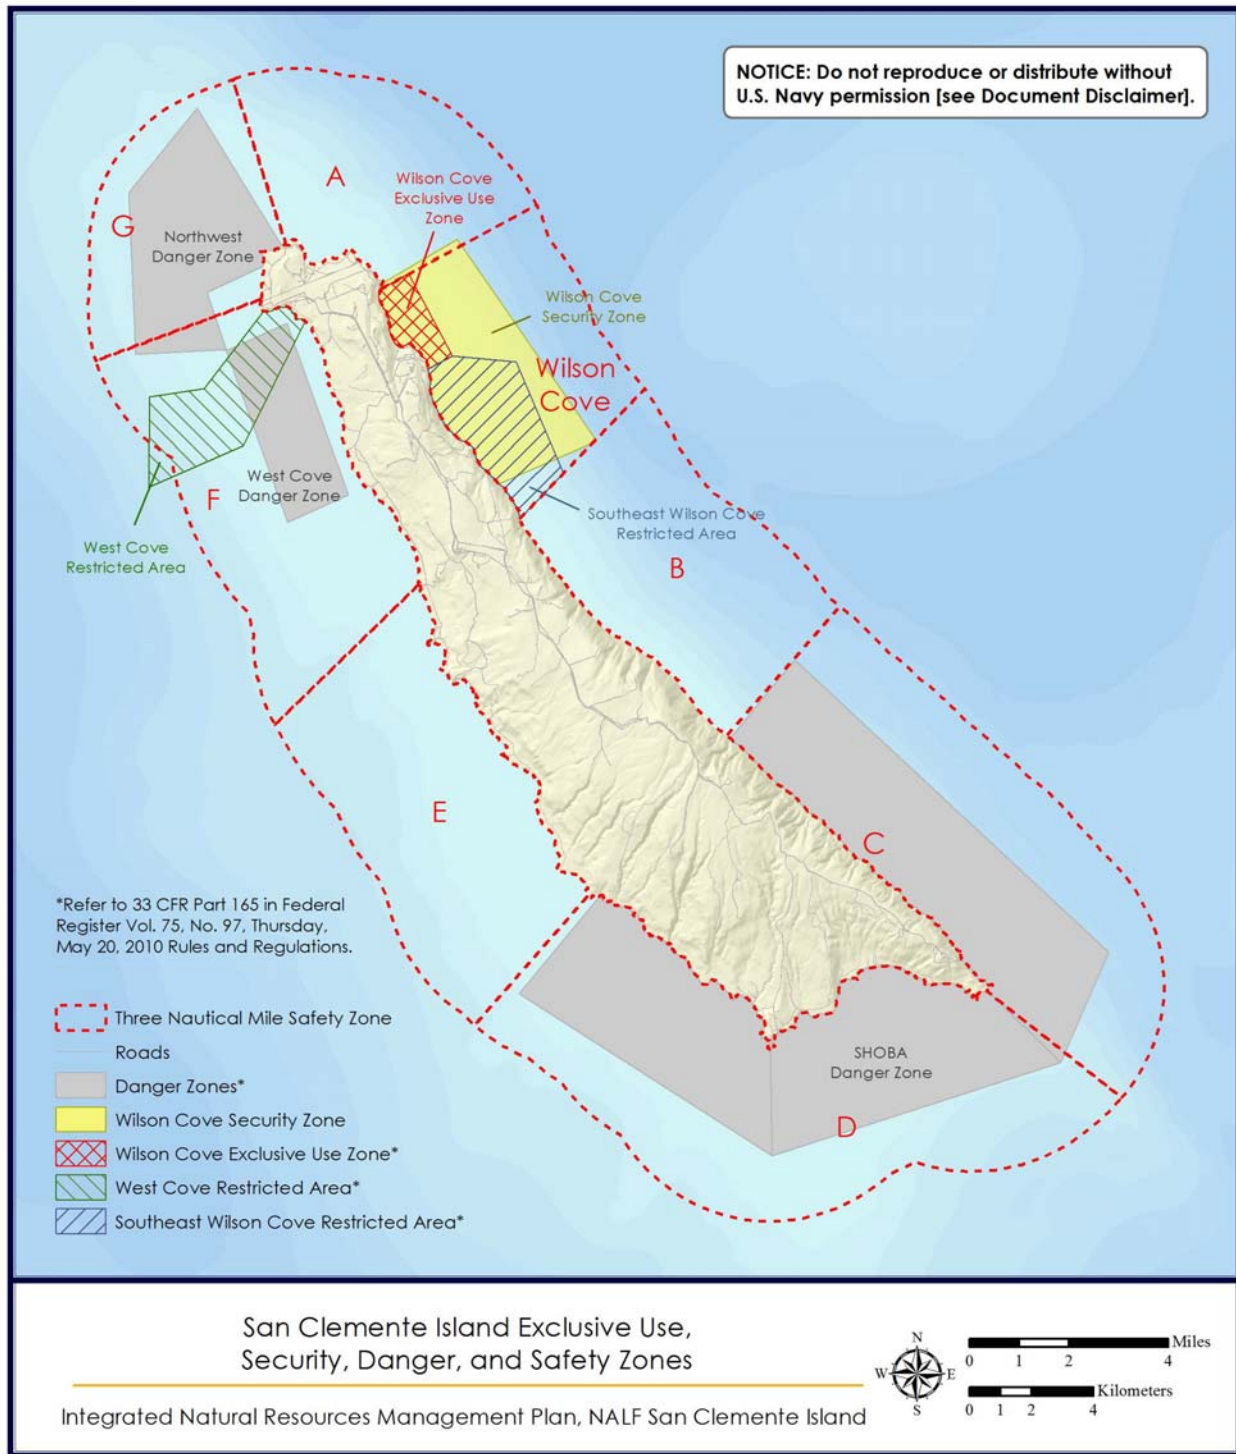 NOTICE: Do not reproduce or distribute without
U.S. Navy permission [see Document Disclaimer].
A
Wilson Cove
Exclusive Use
Zone
G
Northwest
Danger Zone
Wilson Cove
Security Zone
Wilson
Cove
West Cove
Danger Zone
F
Southeast Wilson Cove
Restricted Area
West Cove
Restricted Area
B
E
C
*Refer to 33 CFR Part 165 in Federal
Register Vol. 75, No. 97, Thursday,
May 20, 2010 Rules and Regulations.
Three Nautical Mile Safety Zone
Roads
Danger Zones*
Wilson Cove Security Zone
Wilson Cove Exclusive Use Zone*
West Cove Restricted Area*
Southeast Wilson Cove Restricted Area*
SHOBA
Danger Zone
D
San Clemente Island Exclusive Use,
Security, Danger, and Safety Zones
Integrated Natural Resources Management Plan, NALF San Clemente Island
N
W E
S
Miles
0 1 2 4
Kilometers
0 1 2 4